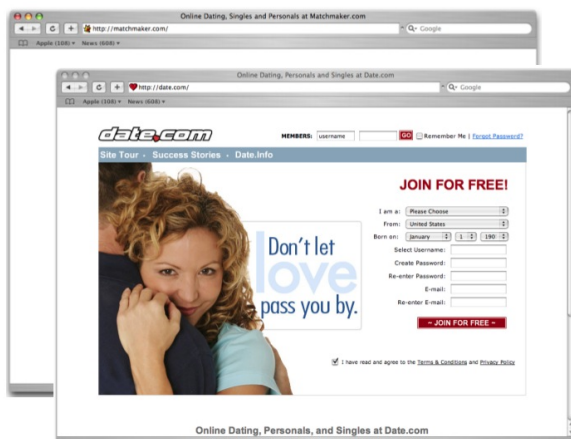 Online Dating, Singles and Personals at Matchmaker.com
http://matchmaker.com/
Google
Apple (108) News (608)
Online Dating, Personals and Singles at Date.com
http://date.com/
Google
Apple (108) News (608)
date.com
MEMBERS: username GO Remember Me | Forgot Password?
Site Tour • Success Stories • Date.Info
JOIN FOR FREE!
I am a: Please Choose
From: United States
Born on: January 1 190
Select Username:
Create Password:
Re-enter Password:
E-mail:
Re-enter E-mail:
~ JOIN FOR FREE ~
Don't let
love
pass you by.
I have read and agree to the Terms & Conditions and Privacy Policy
Online Dating, Personals, and Singles at Date.com